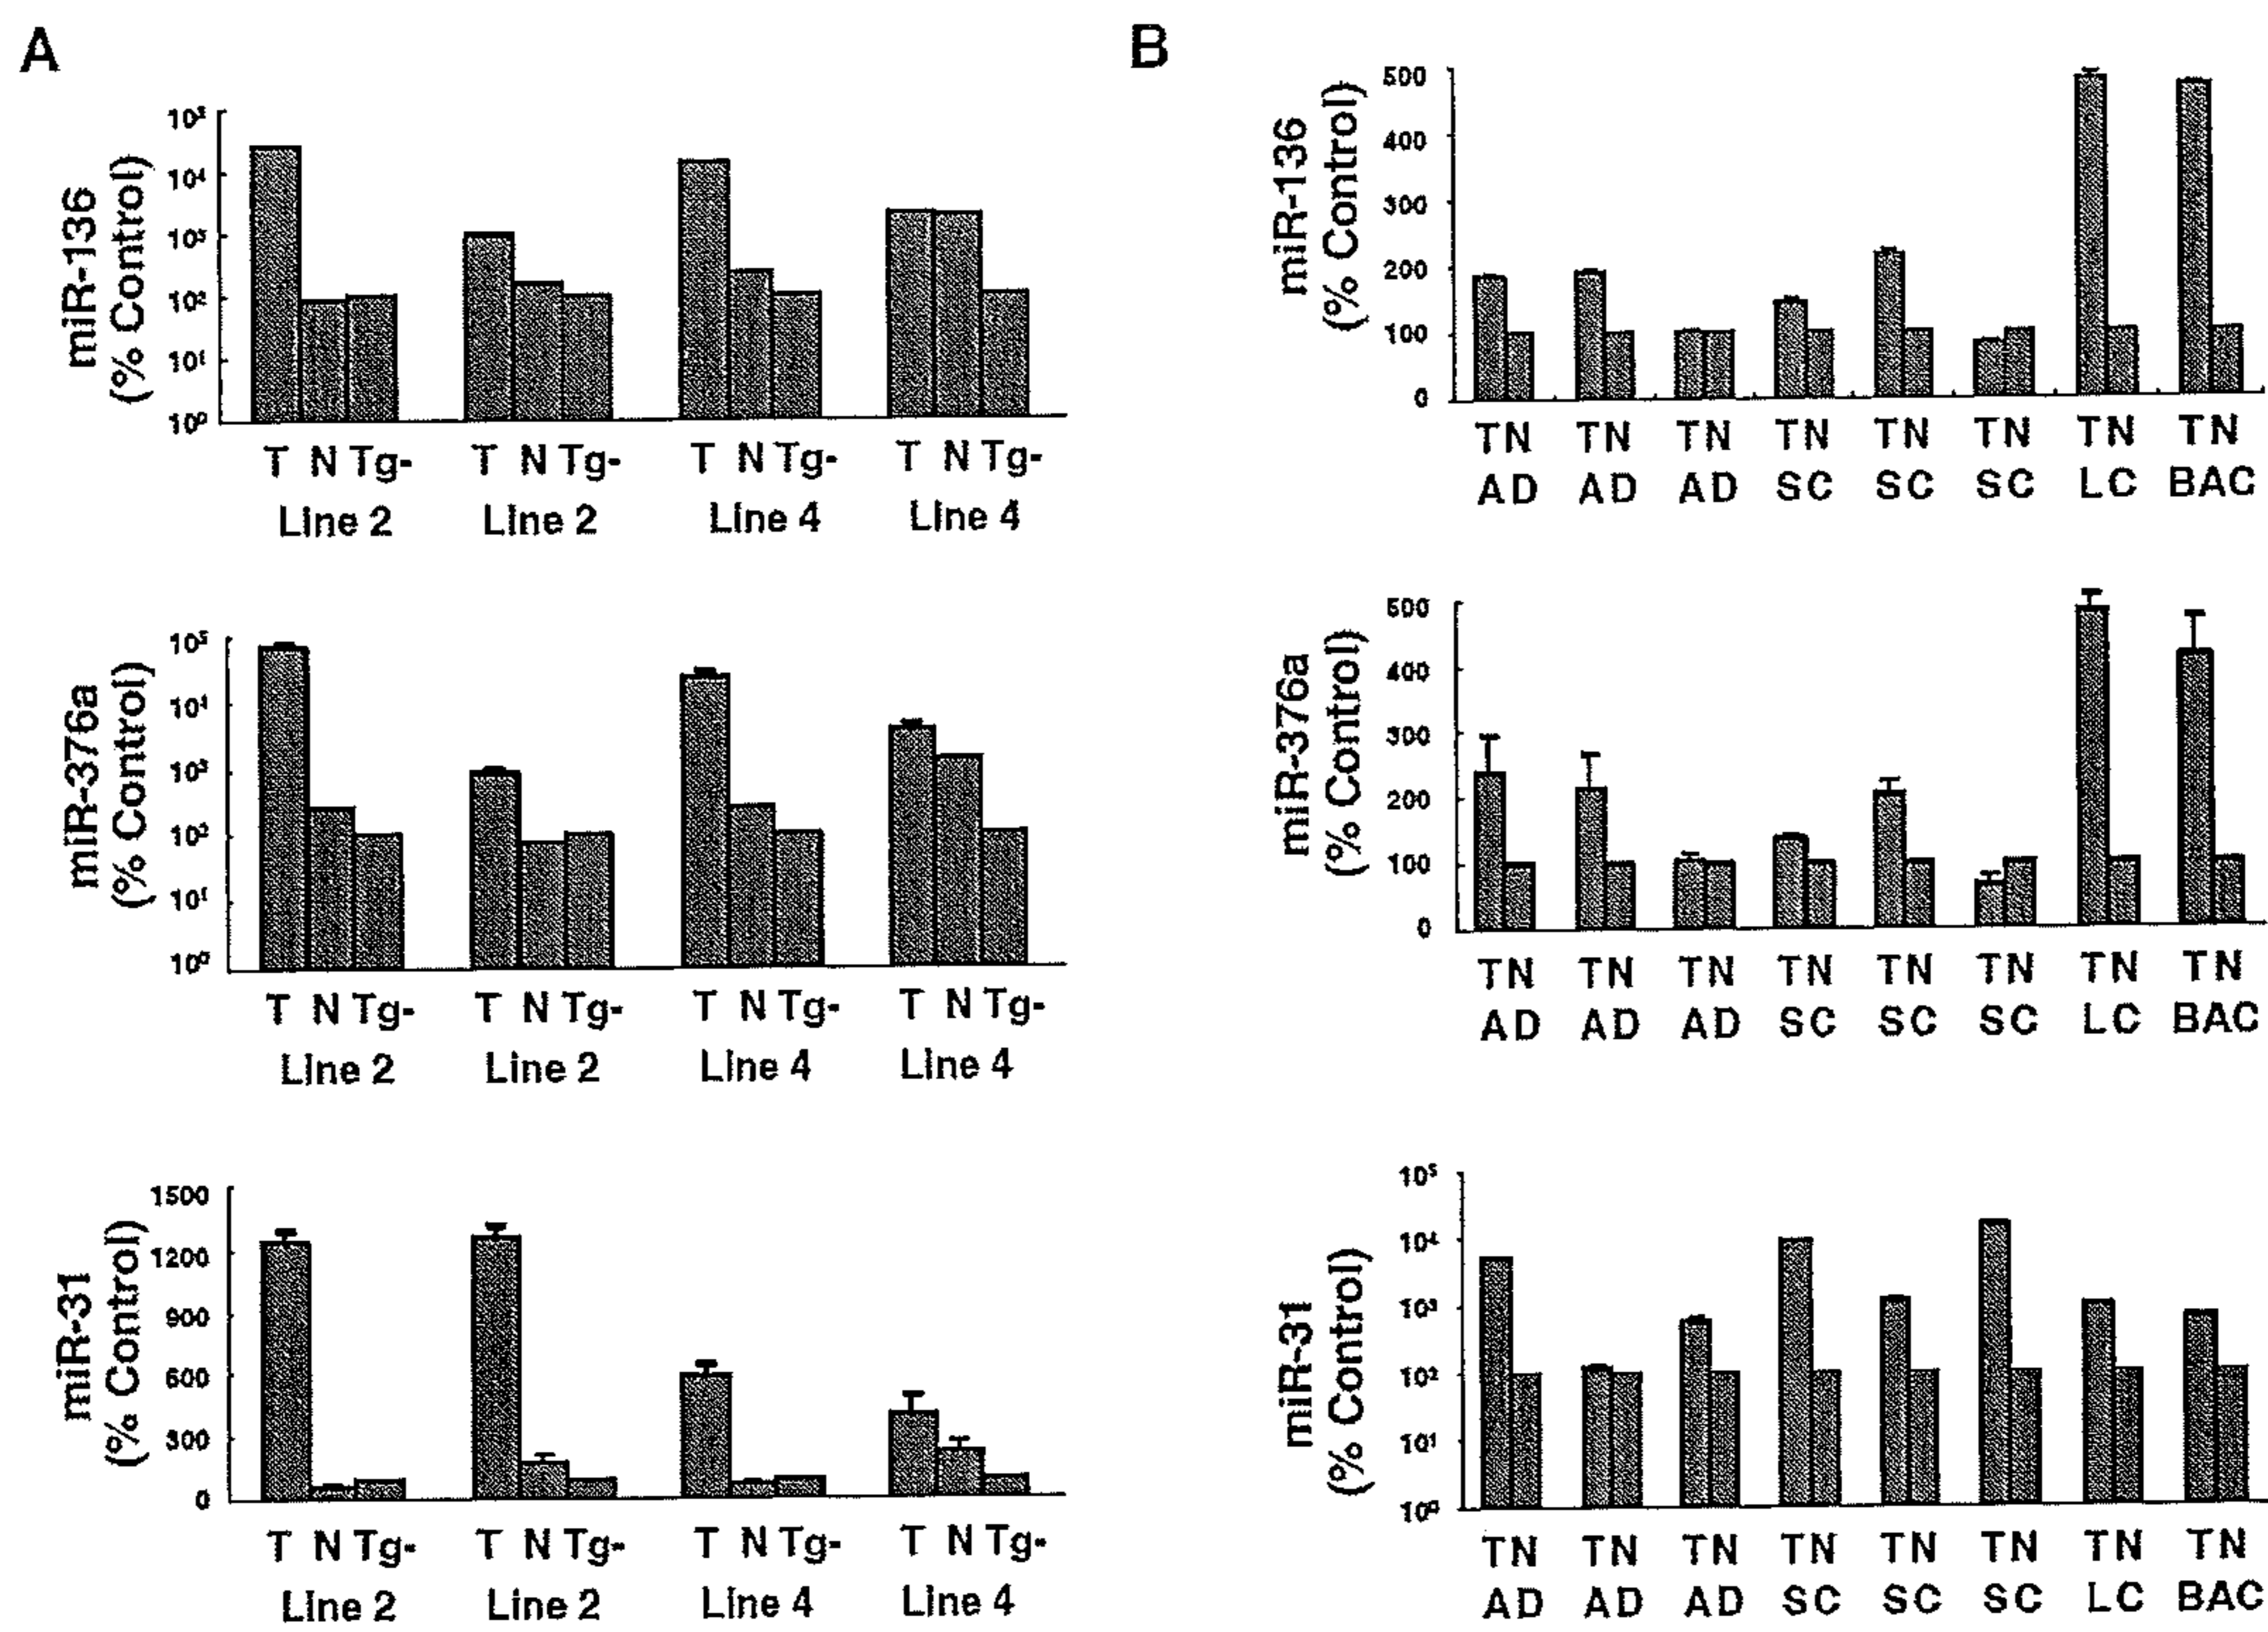 A
miR-136
(% Control)
10⁵
10⁴
10³
10²
10¹
10⁰
T N Tg- T N Tg- T N Tg- T N Tg-
Line 2 Line 2 Line 4 Line 4
miR-376a
(% Control)
10⁵
10⁴
10³
10²
10¹
10⁰
T N Tg- T N Tg- T N Tg- T N Tg-
Line 2 Line 2 Line 4 Line 4
miR-31
(% Control)
1500
1200
900
600
300
0
T N Tg- T N Tg- T N Tg- T N Tg-
Line 2 Line 2 Line 4 Line 4
B
miR-136
(% Control)
500
400
300
200
100
0
TN TN TN TN TN TN TN TN
AD AD AD SC SC SC LC BAC
miR-376a
(% Control)
500
400
300
200
100
0
TN TN TN TN TN TN TN TN
AD AD AD SC SC SC LC BAC
miR-31
(% Control)
10⁵
10⁴
10³
10²
10¹
10⁰
TN TN TN TN TN TN TN TN
AD AD AD SC SC SC LC BAC